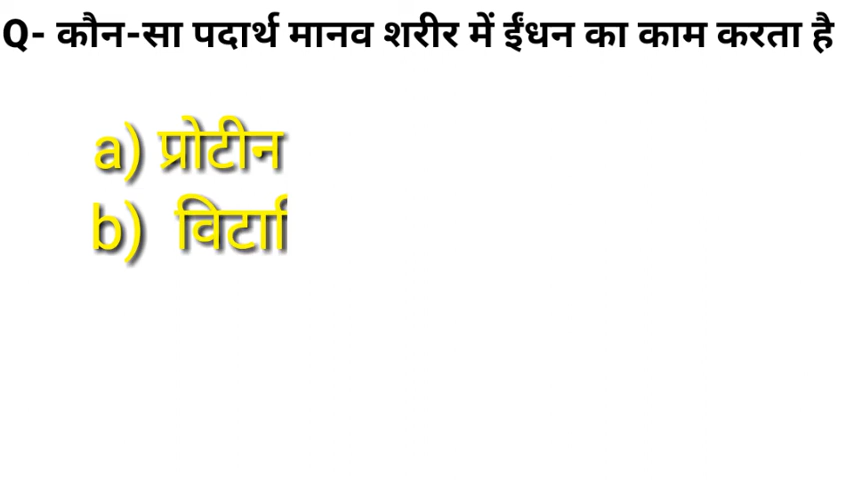 Q- कौन-सा पदार्थ मानव शरीर में ईंधन का काम करता है
a) प्रोटीन
b)